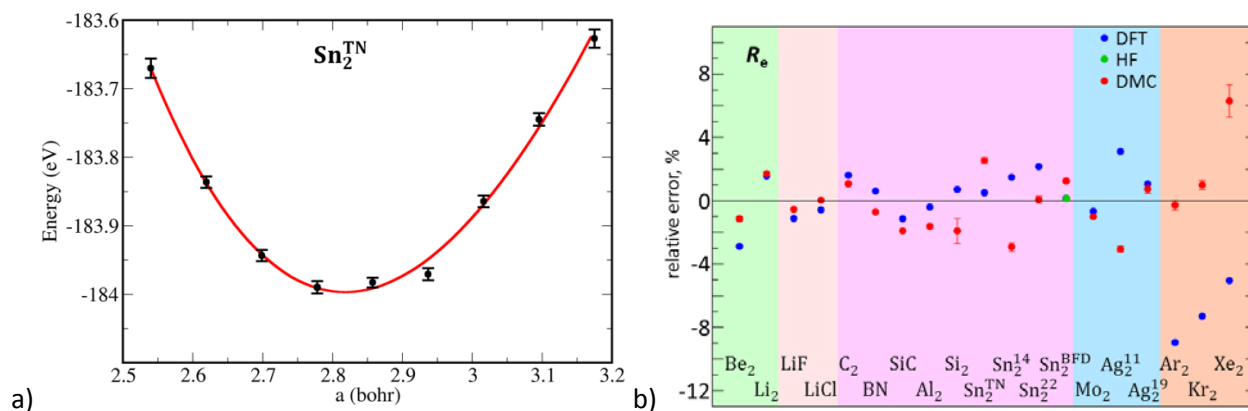 a)
Sn₂ᵀᴺ
Energy (eV)
-183.6
-183.7
-183.8
-183.9
-184
2.5 2.6 2.7 2.8 2.9 3 3.1 3.2
a (bohr)
b)
Rₑ
DFT
HF
DMC
relative error, %
8
4
0
-4
-8
-12
Be₂ LiF C₂ SiC Si₂ Sn₂¹⁴ Sn₂ᴮᶠᴰ Ag₂¹¹ Ar₂ Xe₂
Li₂ LiCl BN Al₂ Sn₂ᵀᴺ Sn₂²² Mo₂ Ag₂¹⁹ Kr₂